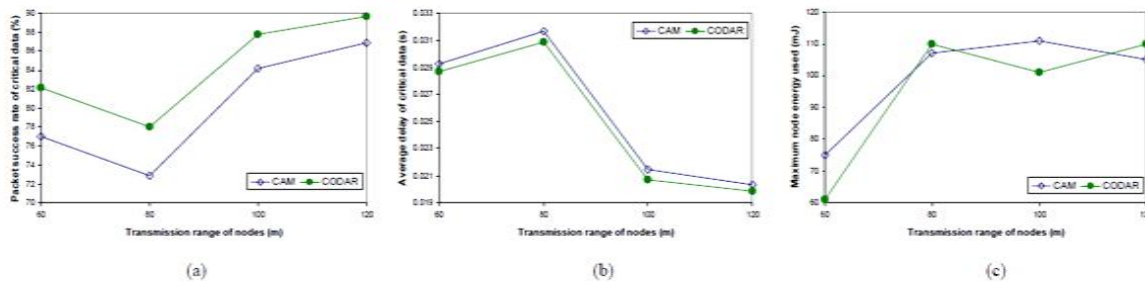 Packet success rate of critical data (%)
90
88
86
84
82
80
78
76
74
72
70
60
80
100
120
CAM
CODAR
Transmission range of nodes (m)
(a)
Average delay of critical data (s)
0.033
0.031
0.029
0.027
0.025
0.023
0.021
0.019
60
80
100
120
CAM
CODAR
Transmission range of nodes (m)
(b)
Maximum node energy used (mJ)
120
110
100
90
80
70
60
60
80
100
CAM
CODAR
Transmission range of nodes (m)
(c)